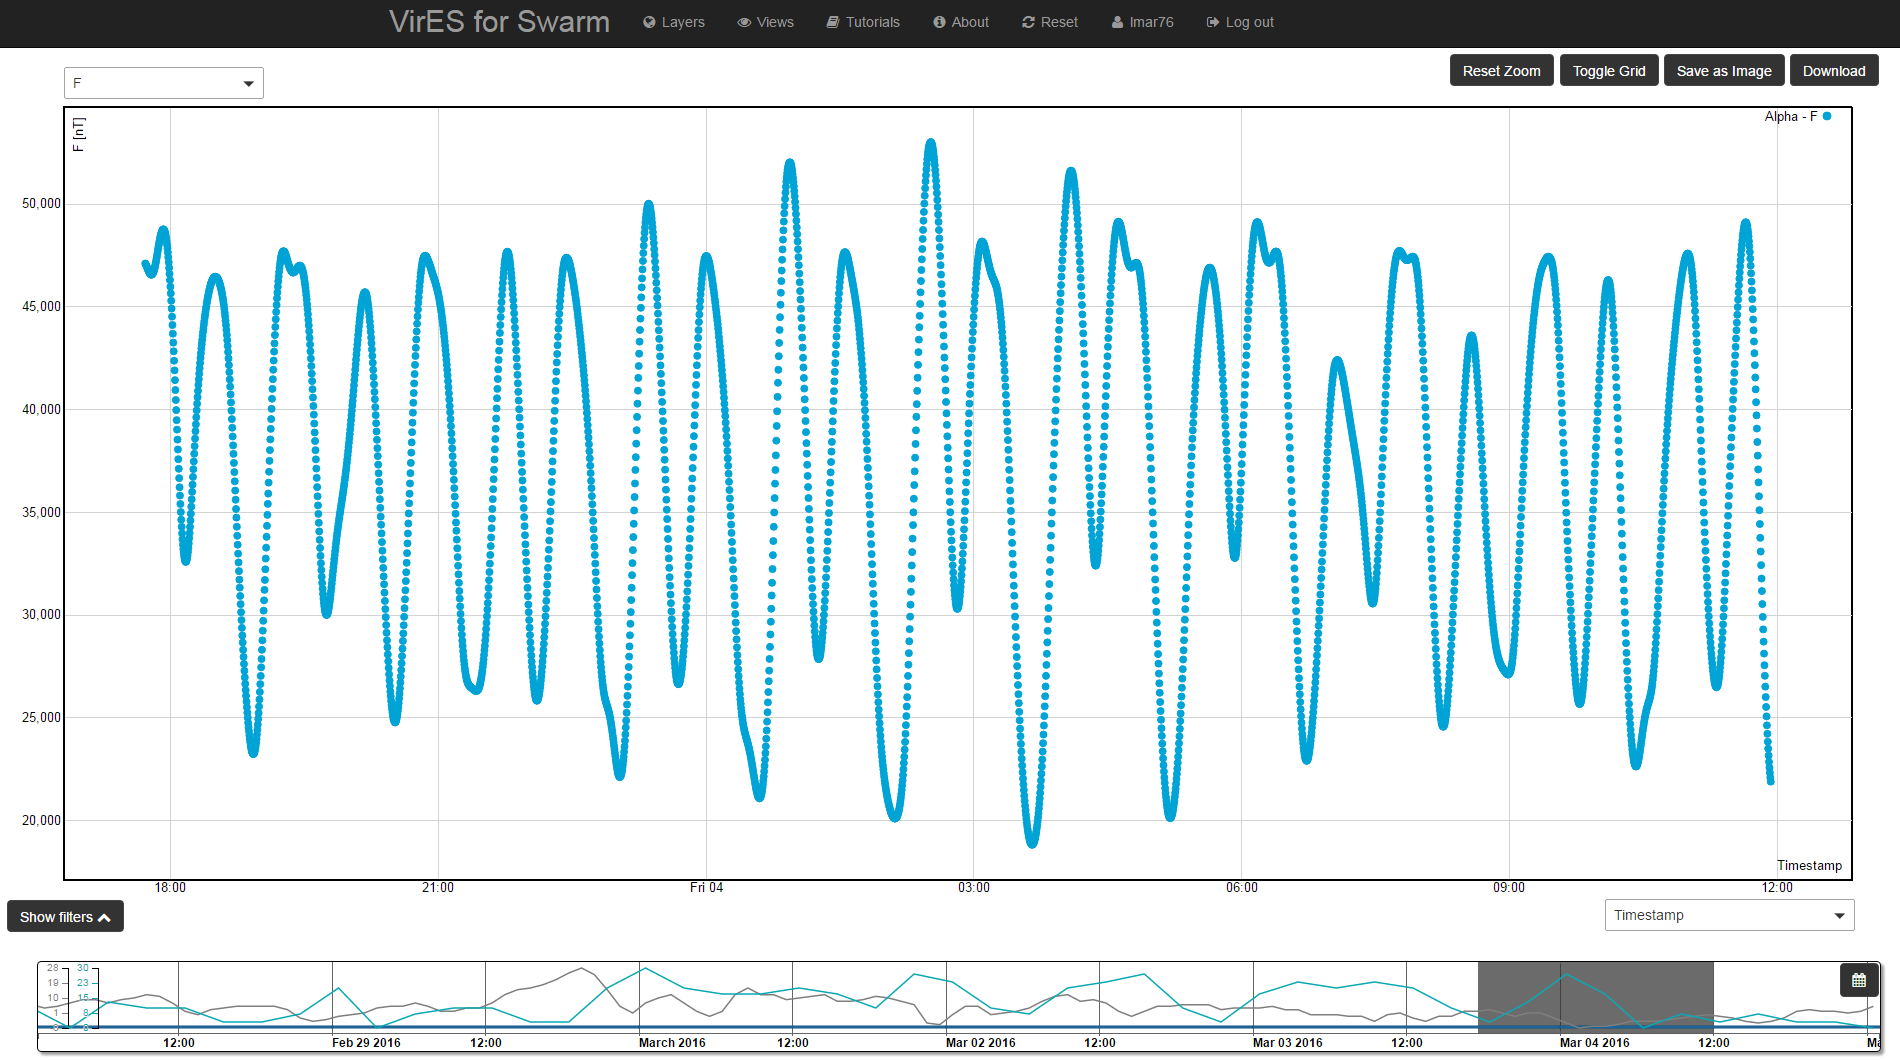 VirES for Swarm Layers Views Tutorials About Reset lmar76 Log out
F
Reset Zoom Toggle Grid Save as Image Download
F [nT]
Alpha - F
50,000
45,000
40,000
35,000
30,000
25,000
20,000
Timestamp
18:00 21:00 Fri 04 03:00 06:00 09:00 12:00
Show filters
Timestamp
28 30
19 23
10 15
1 8
12:00 Feb 29 2016 12:00 March 2016 12:00 Mar 02 2016 12:00 Mar 03 2016 12:00 Mar 04 2016 12:00